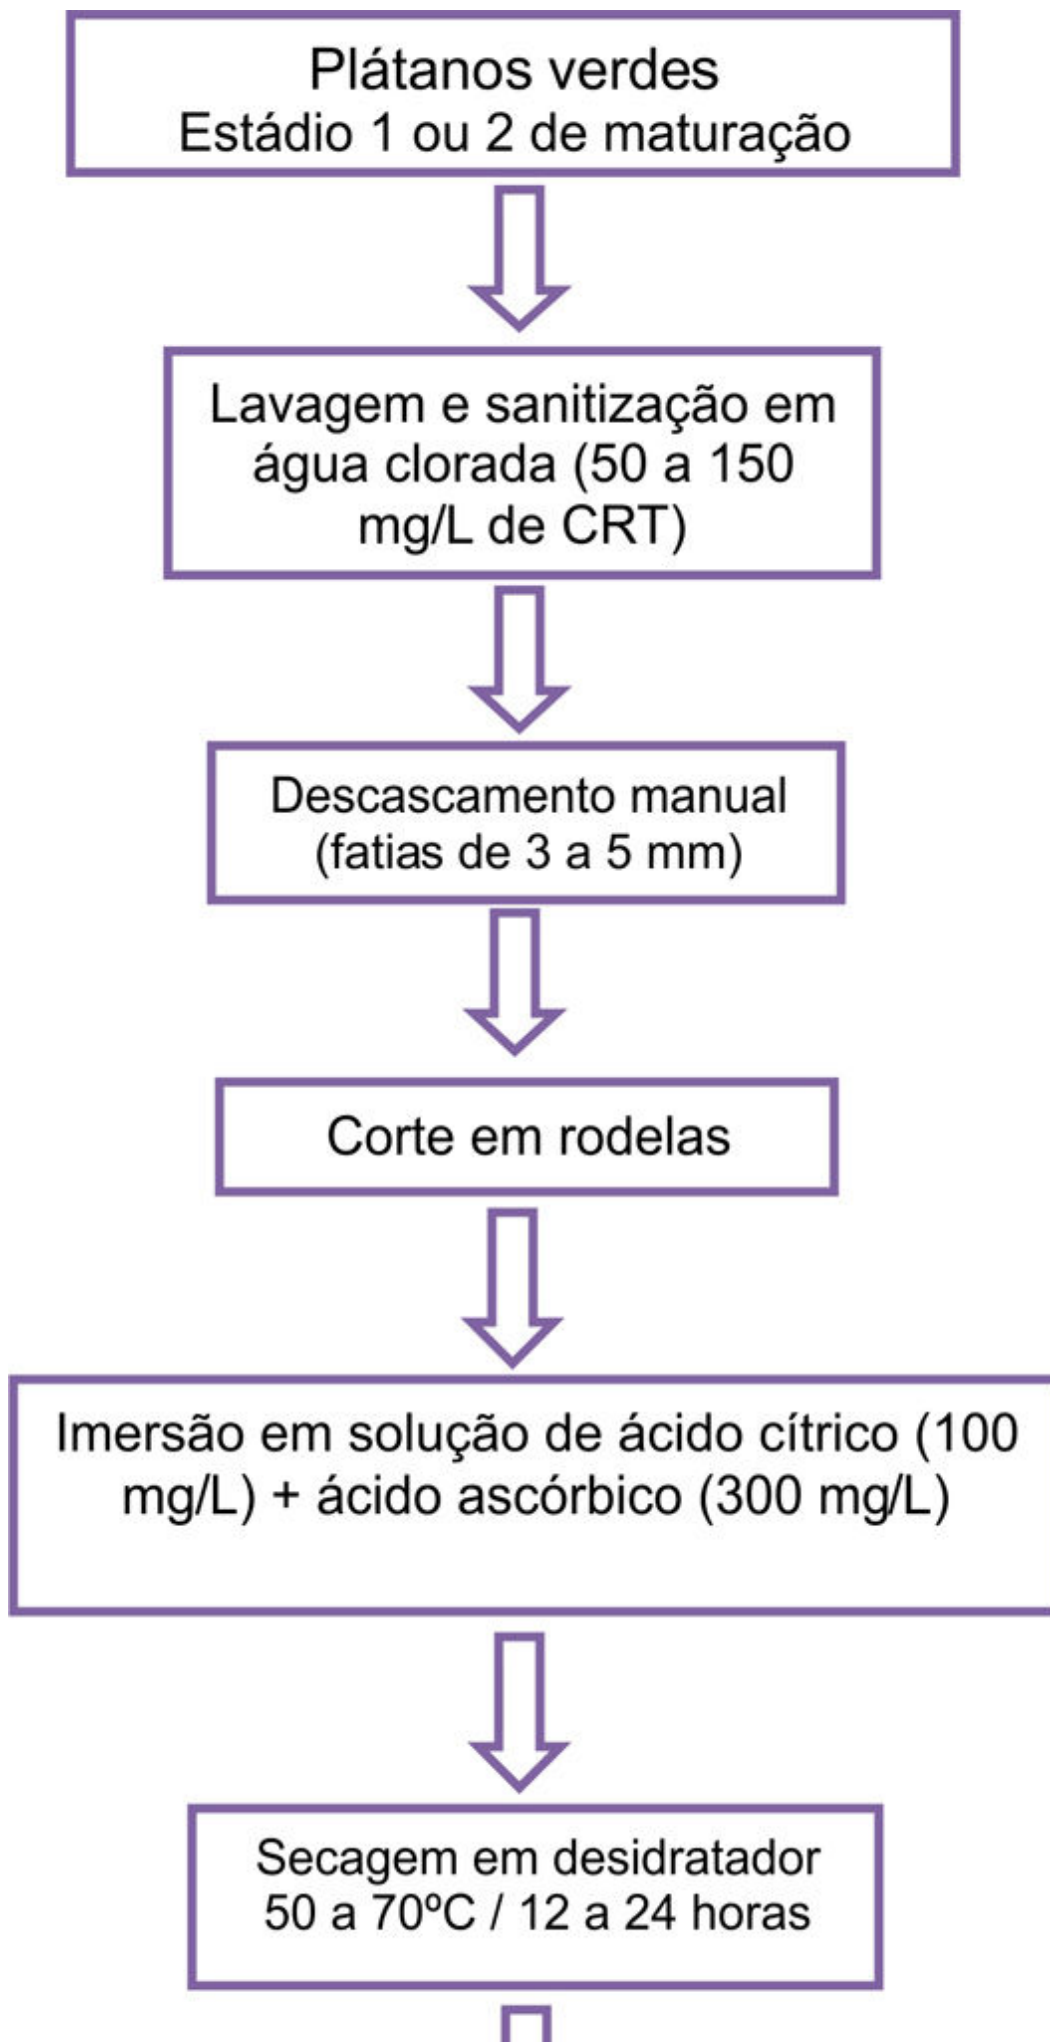 Plátanos verdes
Estádio 1 ou 2 de maturação
Lavagem e sanitização em
água clorada (50 a 150
mg/L de CRT)
Descascamento manual
(fatias de 3 a 5 mm)
Corte em rodelas
Imersão em solução de ácido cítrico (100
mg/L) + ácido ascórbico (300 mg/L)
Secagem em desidratador
50 a 70ºC / 12 a 24 horas